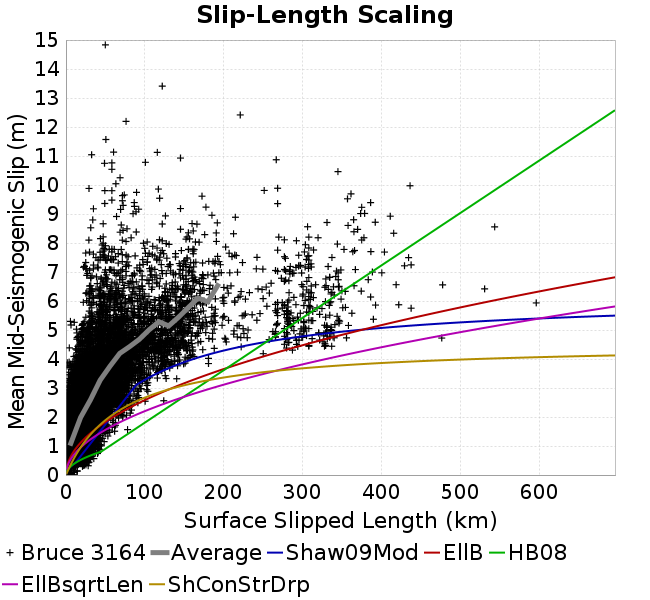 Slip-Length Scaling
Mean Mid-Seismogenic Slip (m)
15
14
13
12
11
10
9
8
7
6
5
4
3
2
1
0
0 100 200 300 400 500 600
Surface Slipped Length (km)
Bruce 3164 Average Shaw09Mod EllB HB08
EllBsqrtLen ShConStrDrp